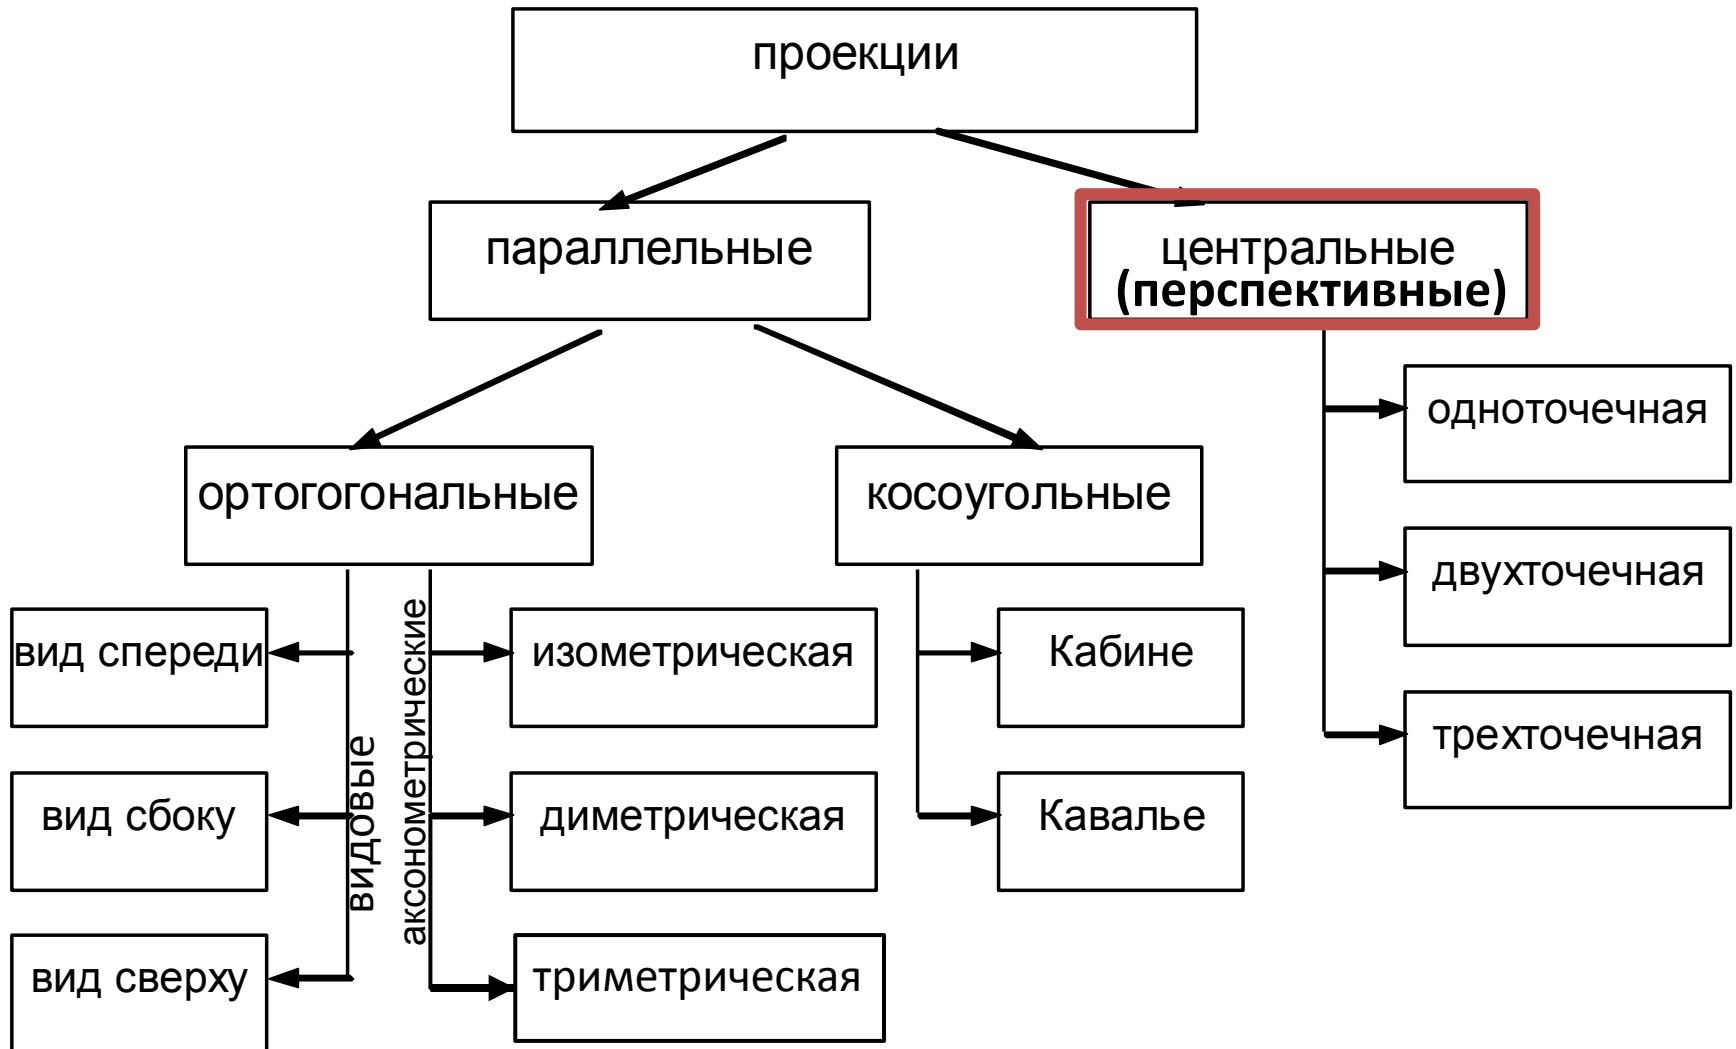 проекции
параллельные
центральные
(перспективные)
одноточечная
ортогогональные
косоугольные
двухточечная
вид спереди
видовые
аксонометрические
изометрическая
Кабине
трехточечная
вид сбоку
диметрическая
Кавалье
вид сверху
триметрическая